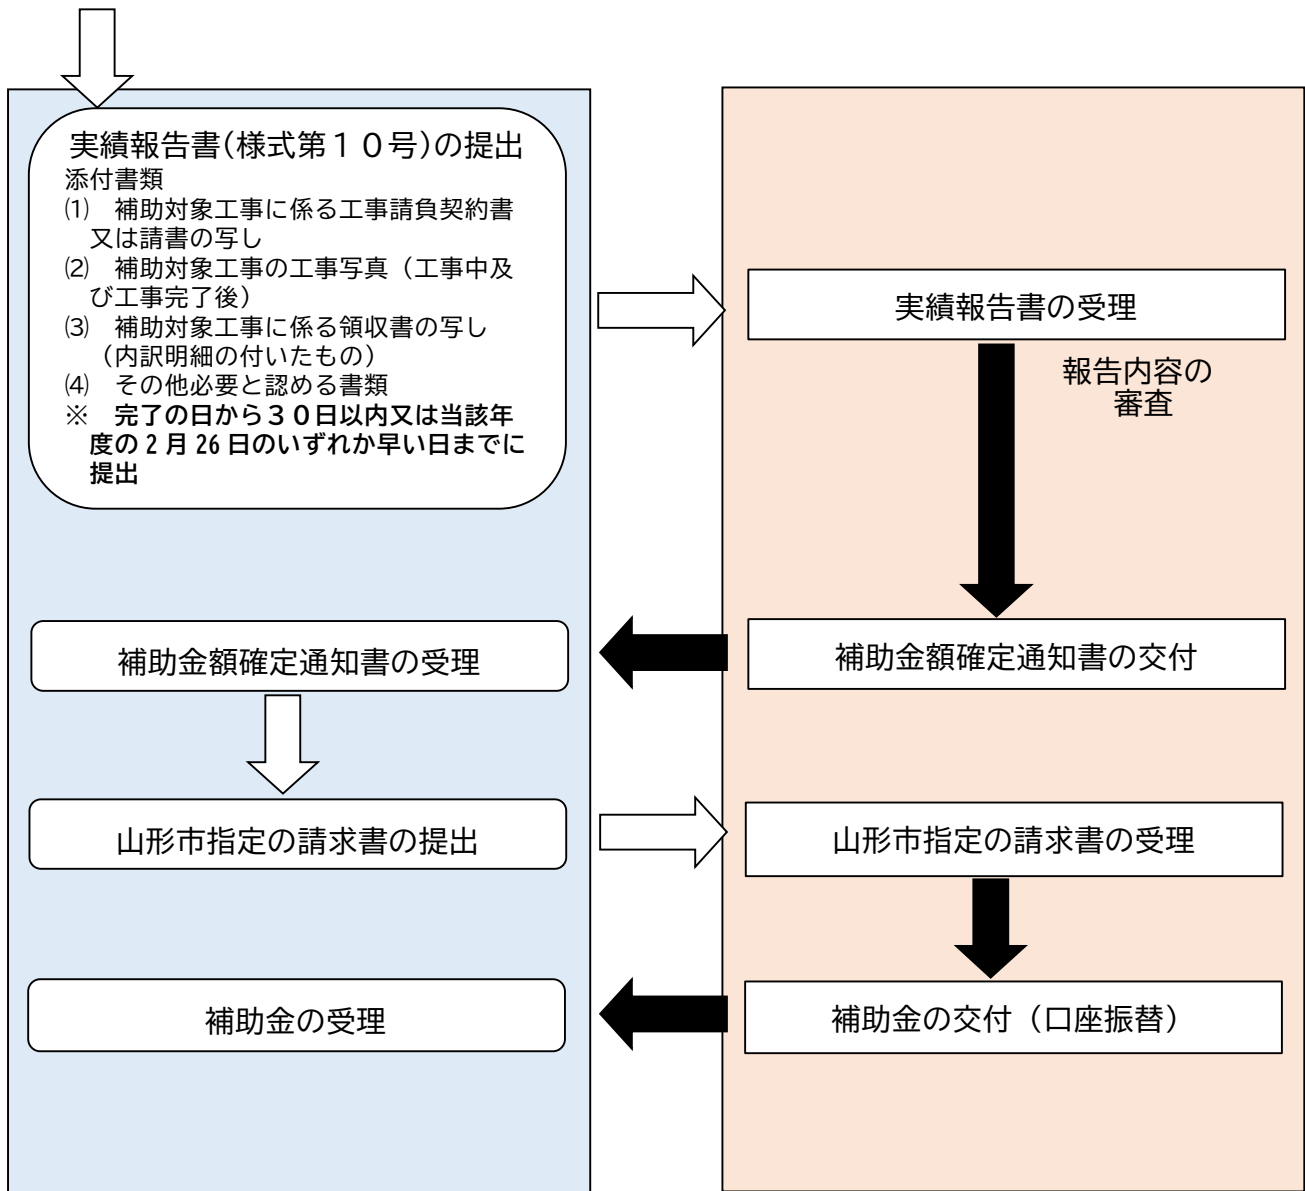 実績報告書(様式第１０号)の提出
添付書類
⑴　補助対象工事に係る工事請負契約書
又は請書の写し
⑵　補助対象工事の工事写真（工事中及
び工事完了後）
⑶　補助対象工事に係る領収書の写し
（内訳明細の付いたもの）
⑷　その他必要と認める書類
※　完了の日から３０日以内又は当該年
度の２月 26 日のいずれか早い日までに
提出
実績報告書の受理
報告内容の
審査
補助金額確定通知書の受理
補助金額確定通知書の交付
山形市指定の請求書の提出
山形市指定の請求書の受理
補助金の受理
補助金の交付（口座振替）